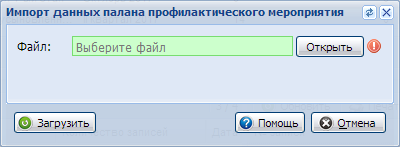 Импорт данных палана профилактического мероприятия
Файл: Выберите файл Открыть
Загрузить Помощь Отмена